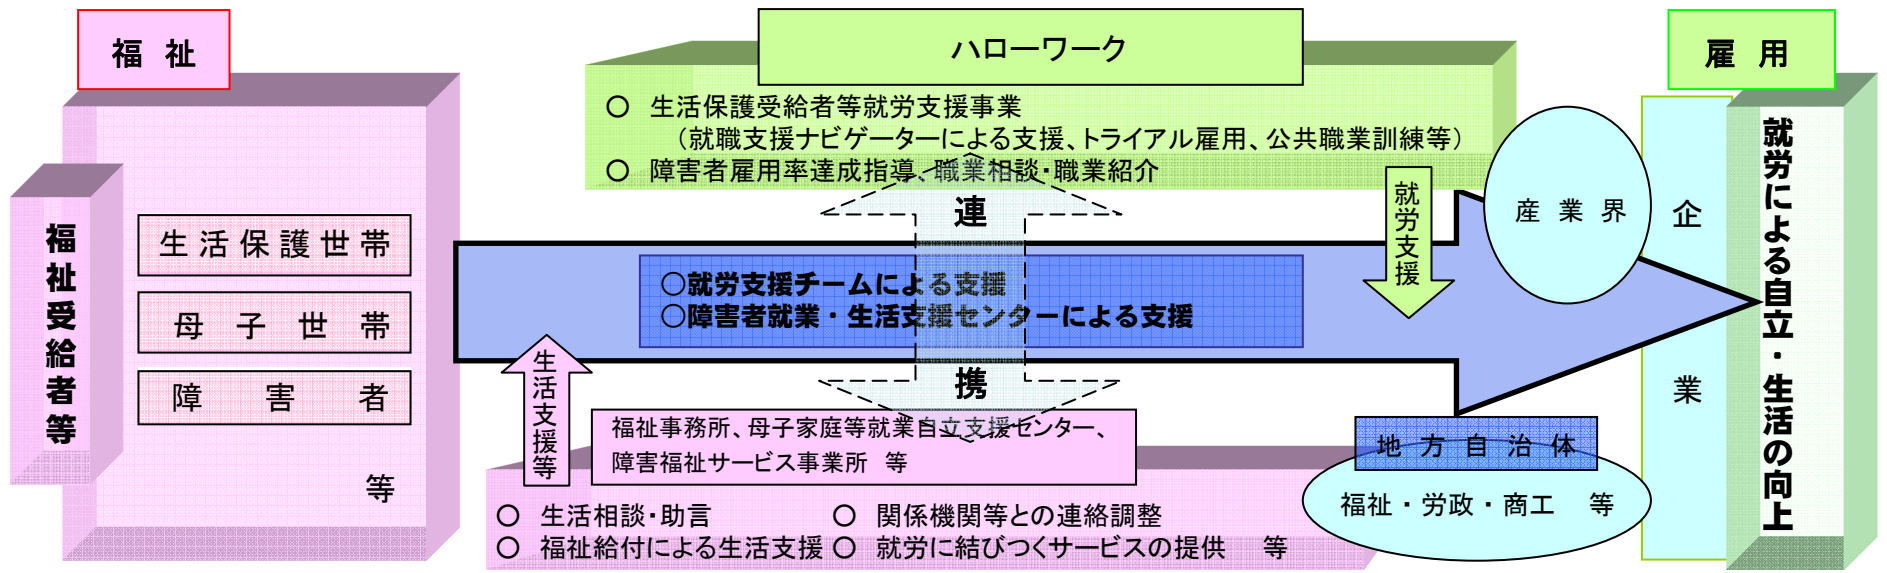 福 祉
福祉受給者等
生活保護世帯
母 子 世 帯
障 害 者
等
ハローワーク
○ 生活保護受給者等就労支援事業
（就職支援ナビゲーターによる支援、トライアル雇用、公共職業訓練等）
○ 障害者雇用率達成指導、職業相談・職業紹介
連
携
○就労支援チームによる支援
○障害者就業・生活支援センターによる支援
就労支援
生活支援等
福祉事務所、母子家庭等就業自立支援センター、
障害福祉サービス事業所 等
○ 生活相談・助言 ○ 関係機関等との連絡調整
○ 福祉給付による生活支援 ○ 就労に結びつくサービスの提供 等
産 業 界
地 方 自 治 体
福祉・労政・商工 等
企
業
雇 用
就労による自立・生活の向上